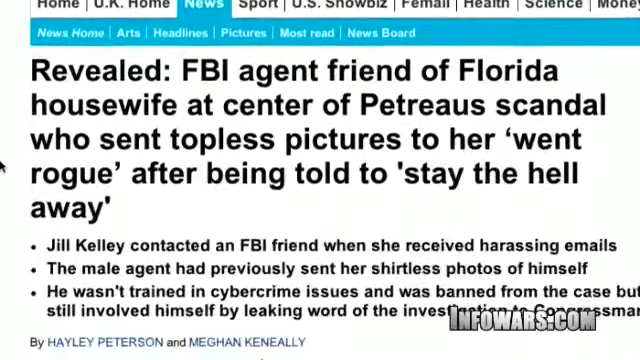 Home U.K. Home News Sport U.S. Showbiz Femail Health Science Money
News Home Arts Headlines Pictures Most read News Board
Revealed: FBI agent friend of Florida
housewife at center of Petreaus scandal
who sent topless pictures to her ‘went
rogue’ after being told to 'stay the hell
away'
• Jill Kelley contacted an FBI friend when she received harassing emails
• The male agent had previously sent her shirtless photos of himself
• He wasn't trained in cybercrime issues and was banned from the case but
still involved himself by leaking word of the investigation to Congressman
INFOWARS.COM
By HAYLEY PETERSON and MEGHAN KENEALLY